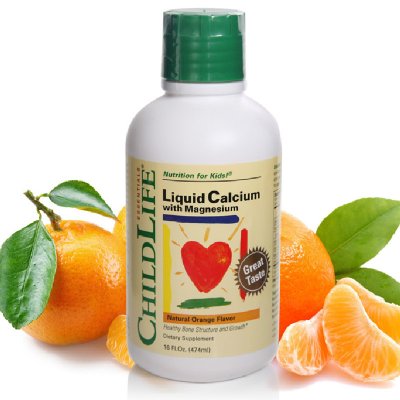 ESSENTIALS
CHILDLIFE
Nutrition for Kids!®
Liquid Calcium
with Magnesium
Great
Taste
Natural Orange Flavor
Healthy Bone Structure and Growth*
Dietary Supplement
16 Fl.Oz. (474ml)